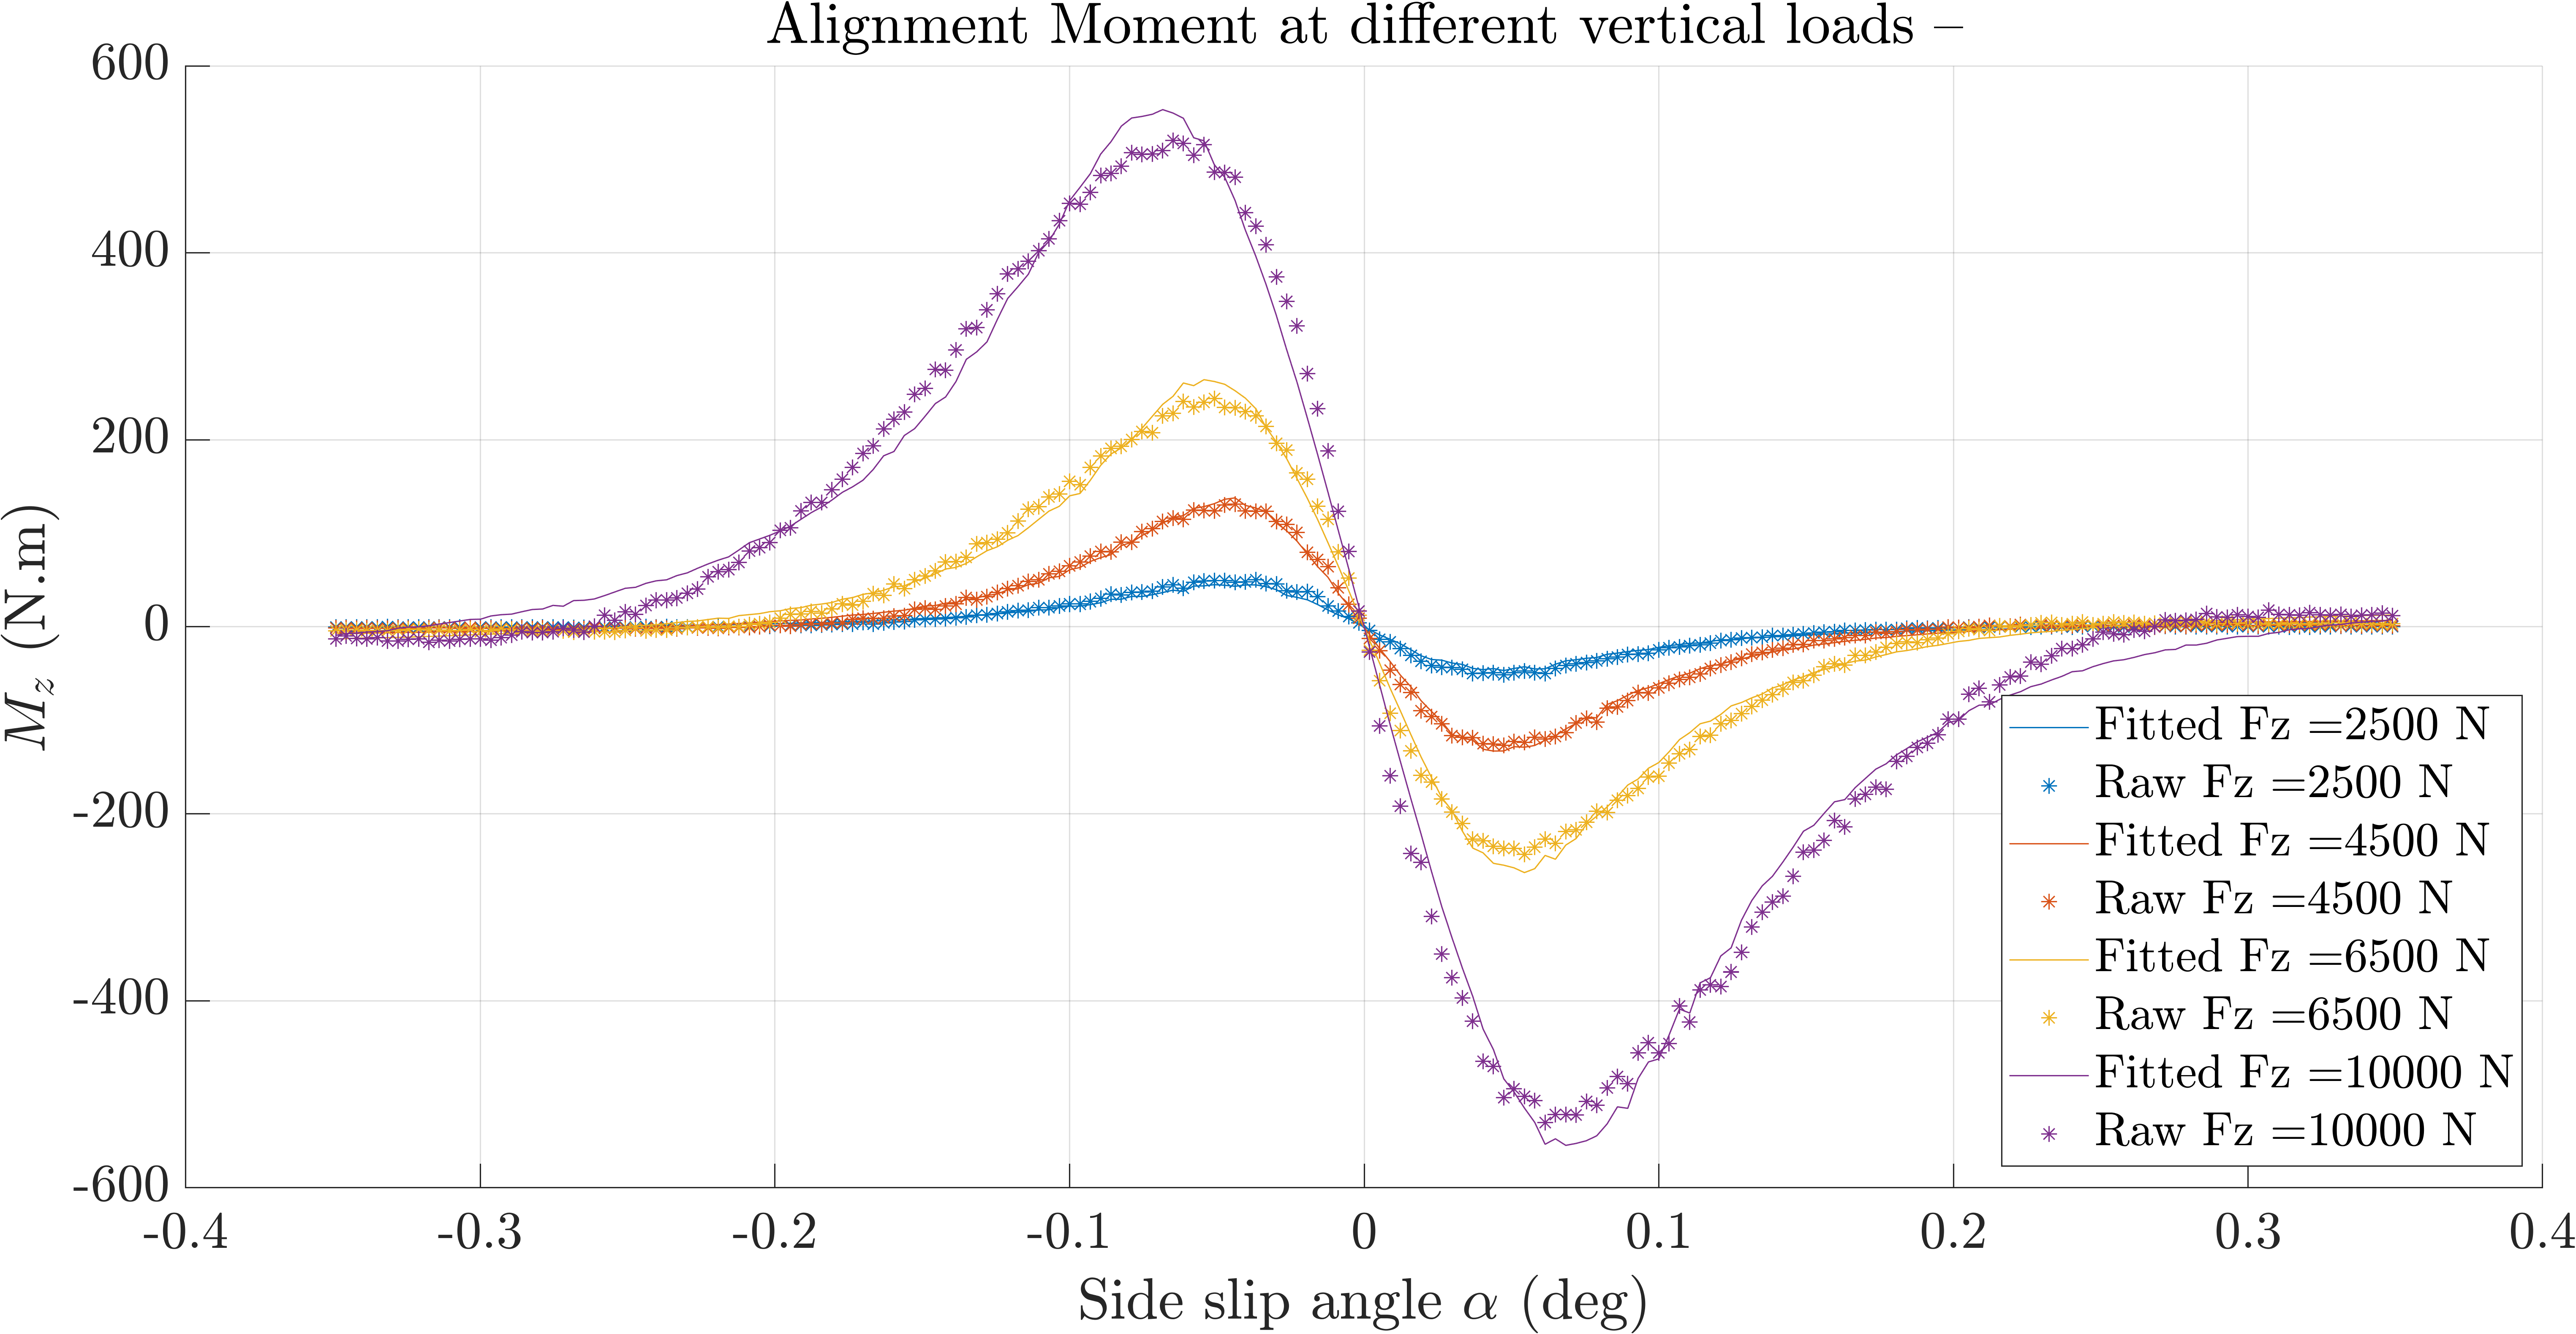 Alignment Moment at different vertical loads –
600
400
200
0
-200
-400
-600
M_z (N.m)
-0.4 -0.3 -0.2 -0.1 0 0.1 0.2 0.3 0.4
Side slip angle α (deg)
Fitted Fz =2500 N
Raw Fz =2500 N
Fitted Fz =4500 N
Raw Fz =4500 N
Fitted Fz =6500 N
Raw Fz =6500 N
Fitted Fz =10000 N
Raw Fz =10000 N